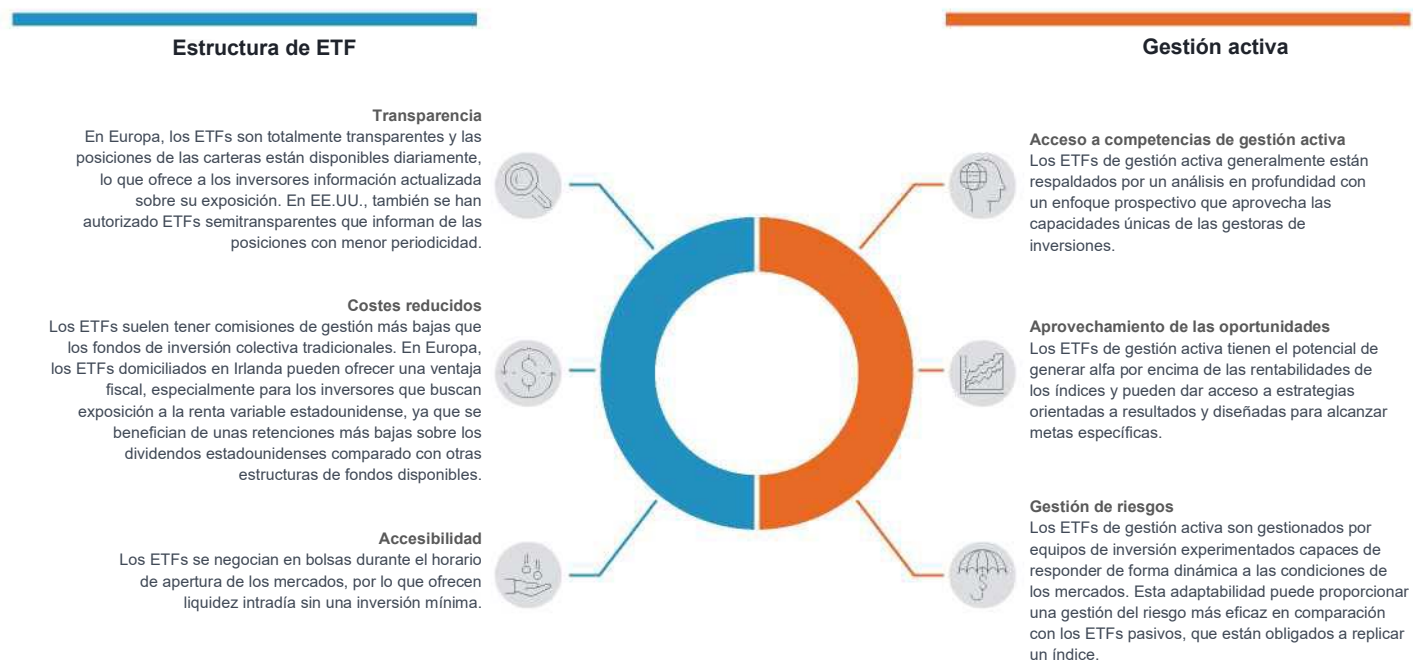 Estructura de ETF
Transparencia
En Europa, los ETFs son totalmente transparentes y las
posiciones de las carteras están disponibles diariamente,
lo que ofrece a los inversores información actualizada
sobre su exposición. En EE.UU., también se han
autorizado ETFs semitransparentes que informan de las
posiciones con menor periodicidad.
Costes reducidos
Los ETFs suelen tener comisiones de gestión más bajas que
los fondos de inversión colectiva tradicionales. En Europa,
los ETFs domiciliados en Irlanda pueden ofrecer una ventaja
fiscal, especialmente para los inversores que buscan
exposición a la renta variable estadounidense, ya que se
benefician de unas retenciones más bajas sobre los
dividendos estadounidenses comparado con otras
estructuras de fondos disponibles.
Accesibilidad
Los ETFs se negocian en bolsas durante el horario
de apertura de los mercados, por lo que ofrecen
liquidez intradía sin una inversión mínima.
Gestión activa
Acceso a competencias de gestión activa
Los ETFs de gestión activa generalmente están
respaldados por un análisis en profundidad con
un enfoque prospectivo que aprovecha las
capacidades únicas de las gestoras de
inversiones.
Aprovechamiento de las oportunidades
Los ETFs de gestión activa tienen el potencial de
generar alfa por encima de las rentabilidades de
los índices y pueden dar acceso a estrategias
orientadas a resultados y diseñadas para alcanzar
metas específicas.
Gestión de riesgos
Los ETFs de gestión activa son gestionados por
equipos de inversión experimentados capaces de
responder de forma dinámica a las condiciones de
los mercados. Esta adaptabilidad puede proporcionar
una gestión del riesgo más eficaz en comparación
con los ETFs pasivos, que están obligados a replicar
un índice.